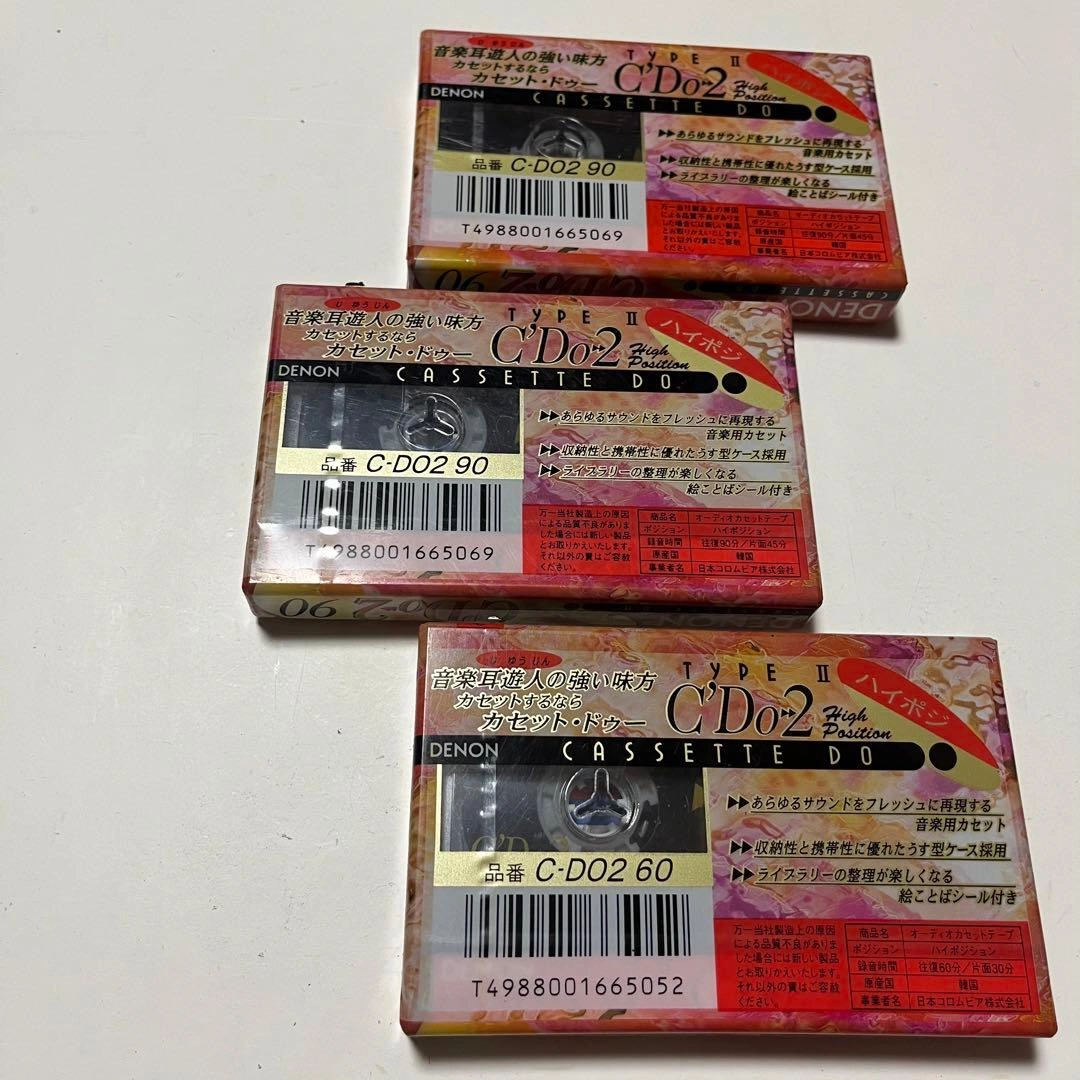 じ ゆうじん
音楽耳遊人の強い味方
カセットするなら
カセット・ドゥー
TYPE II
C'Do▸▸2
High Position
ハイポジ
DENON
CASSETTE DO
品番 C-DO2 90
T4988001665069
▶▶あらゆるサウンドをフレッシュに再現する
音楽用カセット
▶▶収納性と携帯性に優れたうす型ケース採用
▶▶ライブラリーの整理が楽しくなる
絵ことばシール付き
万一当社製造上の原因
による品質不良がありま
した場合には新しい製品
とお取りかえいたします。
それ以外の責はご容赦
ください。
商品名 オーディオカセットテープ
ポジション ハイポジション
録音時間 往復90分/片面45分
原産国 韓国
事業者名 日本コロムビア株式会社
C'Do▸▸2 90
CASSETTE
DENON
じ ゆうじん
音楽耳遊人の強い味方
カセットするなら
カセット・ドゥー
TYPE II
C'Do▸▸2
High Position
ハイポジ
DENON
CASSETTE DO
品番 C-DO2 90
T4988001665069
▶▶あらゆるサウンドをフレッシュに再現する
音楽用カセット
▶▶収納性と携帯性に優れたうす型ケース採用
▶▶ライブラリーの整理が楽しくなる
絵ことばシール付き
万一当社製造上の原因
による品質不良がありま
した場合には新しい製品
とお取りかえいたします。
それ以外の責はご容赦
ください。
商品名 オーディオカセットテープ
ポジション ハイポジション
録音時間 往復90分/片面45分
原産国 韓国
事業者名 日本コロムビア株式会社
C'Do▸▸2 90
DENON
じ ゆうじん
音楽耳遊人の強い味方
カセットするなら
カセット・ドゥー
TYPE II
C'Do▸▸2
High Position
ハイポジ
DENON
CASSETTE DO
品番 C-DO2 60
T4988001665052
▶▶あらゆるサウンドをフレッシュに再現する
音楽用カセット
▶▶収納性と携帯性に優れたうす型ケース採用
▶▶ライブラリーの整理が楽しくなる
絵ことばシール付き
万一当社製造上の原因
による品質不良がありま
した場合には新しい製品
とお取りかえいたします。
それ以外の責はご容赦
ください。
商品名 オーディオカセットテープ
ポジション ハイポジション
録音時間 往復60分/片面30分
原産国 韓国
事業者名 日本コロムビア株式会社